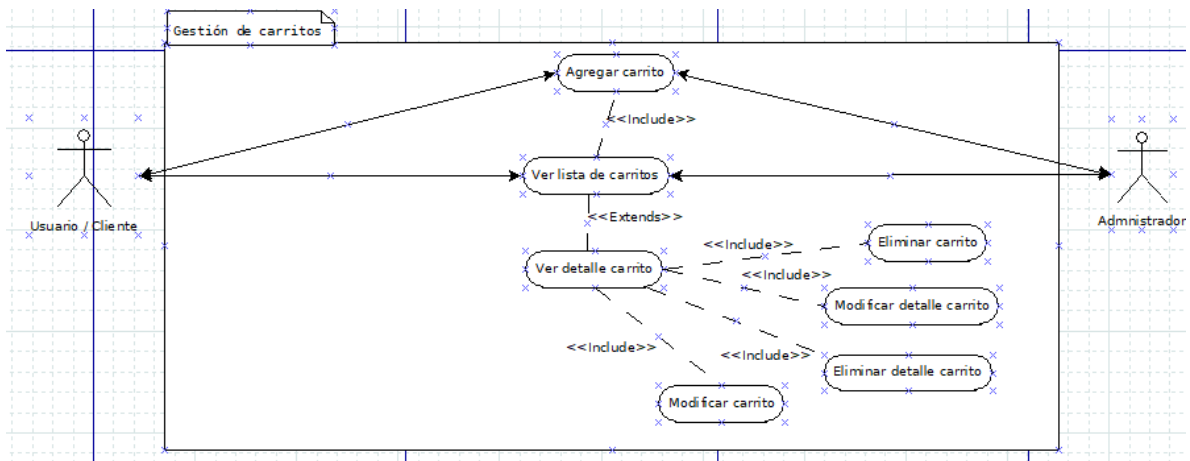 Gestión de carritos
Agregar carrito
<<Include>>
Ver lista de carritos
Usuario / Cliente
Admnistrador
<<Extends>>
Eliminar carrito
<<Include>>
Ver detalle carrito
<<Include>>
Modificar detalle carrito
<<Include>>
<<Include>>
Eliminar detalle carrito
Modificar carrito